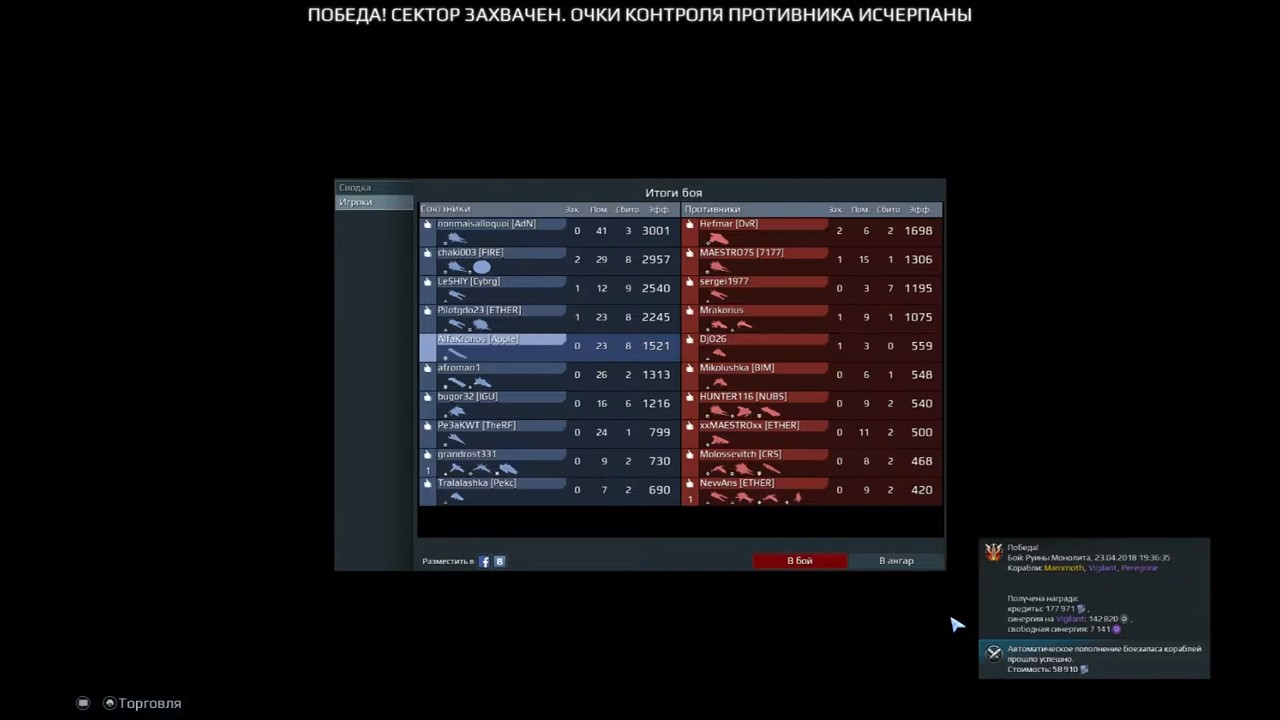 ПОБЕДА! СЕКТОР ЗАХВАЧЕН. ОЧКИ КОНТРОЛЯ ПРОТИВНИКА ИСЧЕРПАНЫ
Сводка
Игроки
Итоги боя
Союзники Зах. Пом. Сбито Эфф.
nonmaisalloquoi [AdN] 0 41 3 3001
chaki003 [FIRE] 2 29 8 2957
LeSHIY [Cybrg] 1 12 9 2540
Pilotgdo23 [ETHER] 1 23 8 2245
AlfaKronos [Apple] 0 23 8 1521
afroman1 0 26 2 1313
bugor32 [IGU] 0 16 6 1216
Pe3aKWT [TheRF] 0 24 1 799
grandrost331 0 9 2 730
1
Tralalashka [Pekc] 0 7 2 690
Противники Зах. Пом. Сбито Эфф.
Hefmar [DvR] 2 6 2 1698
MAESTRO75 [7177] 1 15 1 1306
sergei1977 0 3 7 1195
Mrakorius 1 9 1 1075
Dj026 1 3 0 559
Mikolushka [BIM] 0 6 1 548
HUNTER116 [NUBS] 0 9 2 540
xxMAESTROxx [ETHER] 0 11 2 500
Molossevitch [CRS] 0 8 2 468
NevvAns [ETHER] 0 9 2 420
1
Разместить в f B
В бой
В ангар
Победа!
Бой: Руины Монолита, 23.04.2018 19:36:35
Корабли: Mammoth, Vigilant, Peregrine
Получена награда:
кредиты: 177 971 ,
синергия на Vigilant: 142 820 ,
свободная синергия: 7 141
Автоматическое пополнение боезапаса кораблей
прошло успешно.
Стоимость: 58 910
Торговля